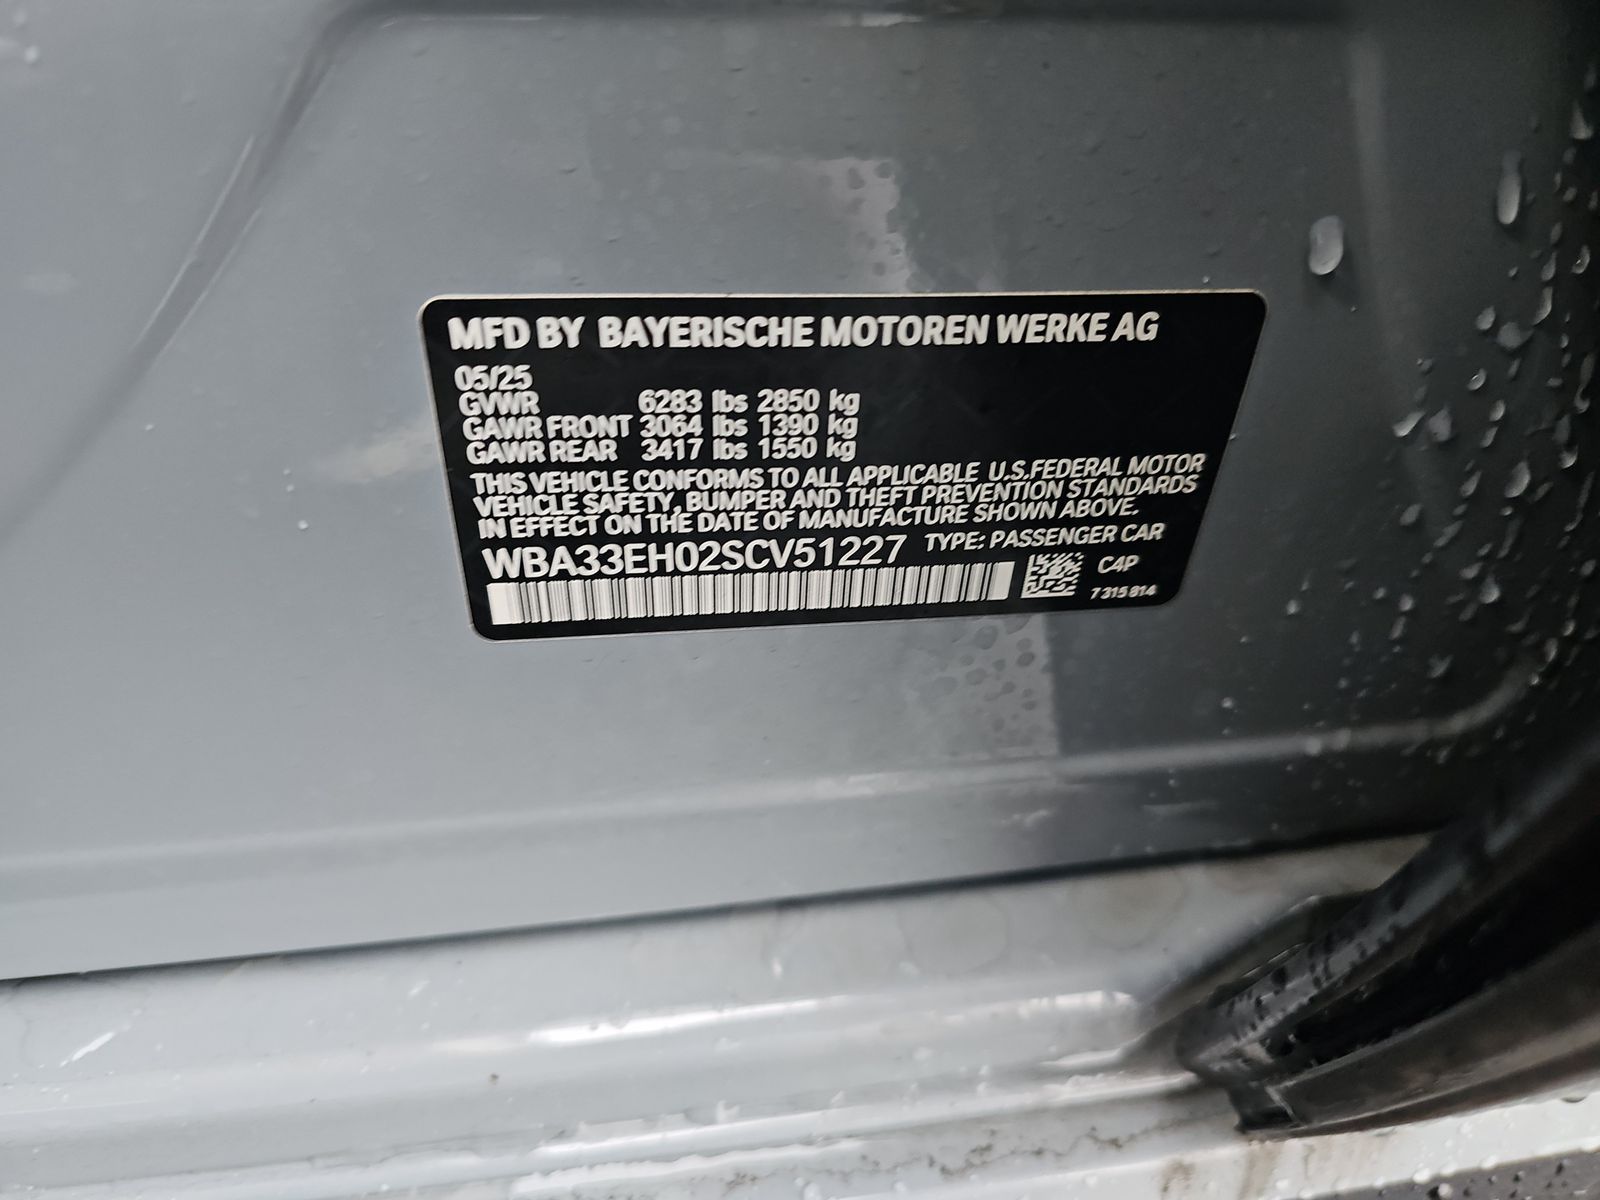 MFD BY BAYERISCHE MOTOREN WERKE AG
05/25
GVWR 6283 lbs 2850 kg
GAWR FRONT 3064 lbs 1390 kg
GAWR REAR 3417 lbs 1550 kg
THIS VEHICLE CONFORMS TO ALL APPLICABLE U.S.FEDERAL MOTOR
VEHICLE SAFETY, BUMPER AND THEFT PREVENTION STANDARDS
IN EFFECT ON THE DATE OF MANUFACTURE SHOWN ABOVE.
WBA33EH02SCV51227 TYPE: PASSENGER CAR
C4P
7 315 814